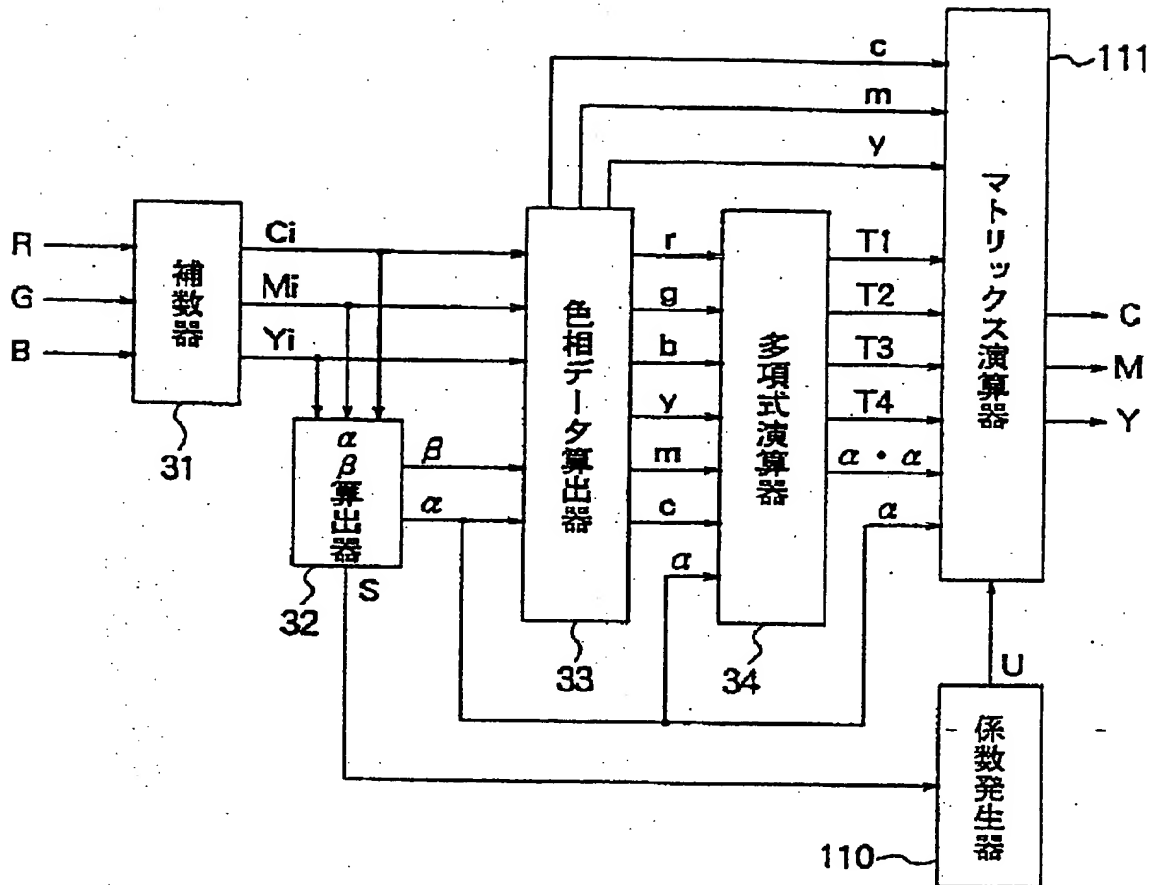 c
m
y
111
R
G
B
補数器
31
Ci
Mi
Yi
αβ算出器
32
β
α
S
色相データ算出器
33
r
g
b
y
m
c
α
多項式演算器
34
T1
T2
T3
T4
α・α
α
マトリックス演算器
C
M
Y
U
係数発生器
110